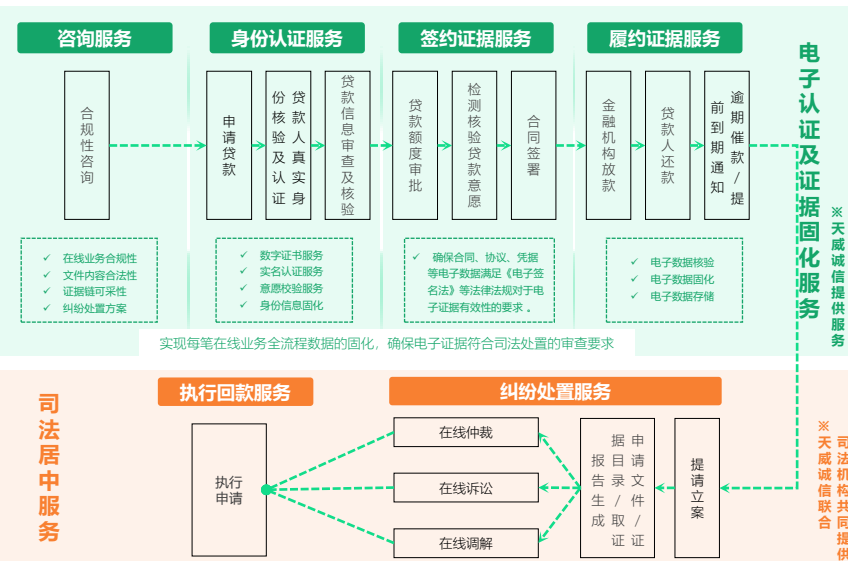 咨询服务
身份认证服务
签约证据服务
履约证据服务
合规性咨询
申请贷款
贷款人真实身
份核验及认证
贷款信息审查及核验
贷款额度审批
检测核验贷款意愿
合同签署
金融机构放款
贷款人还款
逾期催款/提
前到期通知
✓ 在线业务合规性
✓ 文件内容合法性
✓ 证据链可采性
✓ 纠纷处置方案
✓ 数字证书服务
✓ 实名认证服务
✓ 意愿校验服务
✓ 身份信息固化
✓ 确保合同、协议、凭据
等电子数据满足《电子签
名法》等法律法规对于电
子证据有效性的要求 。
✓ 电子数据核验
✓ 电子数据固化
✓ 电子数据存储
电子认证及证据固化服务
※天威诚信提供服务
实现每笔在线业务全流程数据的固化，确保电子证据符合司法处置的审查要求
司法居中服务
执行回款服务
纠纷处置服务
执行
申请
在线仲裁
在线诉讼
在线调解
申请文件/证
据目录/取证
报告生成
提请立案
※天威诚信联合
司法机构共同提供